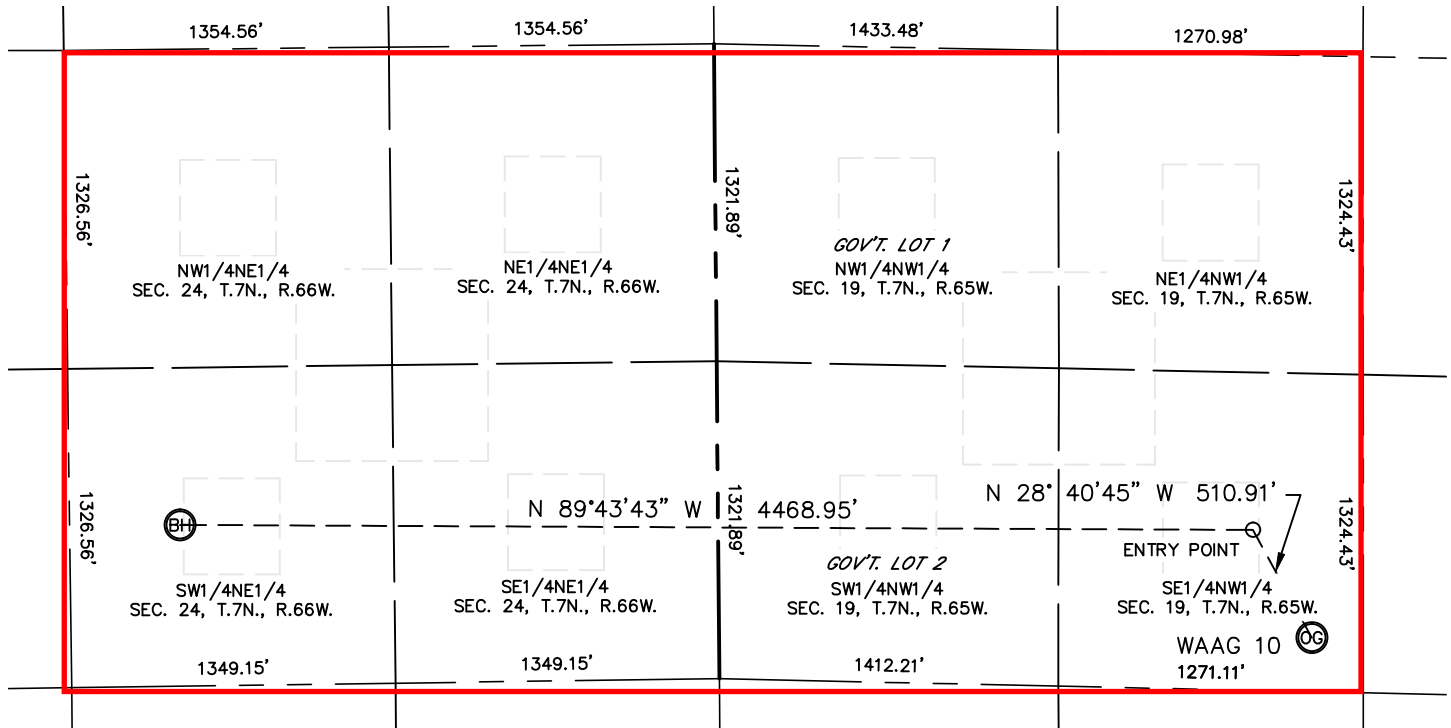 1354.56'
1354.56'
1433.48'
1270.98'
1326.56'
1321.89'
1324.43'
NW1/4NE1/4
SEC. 24, T.7N., R.66W.
NE1/4NE1/4
SEC. 24, T.7N., R.66W.
GOV'T. LOT 1
NW1/4NW1/4
SEC. 19, T.7N., R.65W.
NE1/4NW1/4
SEC. 19, T.7N., R.65W.
1326.56'
BH
N 89°43'43" W
1321.89'
4468.95'
N 28° 40'45" W 510.91'
1324.43'
ENTRY POINT
SW1/4NE1/4
SEC. 24, T.7N., R.66W.
SE1/4NE1/4
SEC. 24, T.7N., R.66W.
GOV'T. LOT 2
SW1/4NW1/4
SEC. 19, T.7N., R.65W.
SE1/4NW1/4
SEC. 19, T.7N., R.65W.
WAAG 10
OG
1349.15'
1349.15'
1412.21'
1271.11'